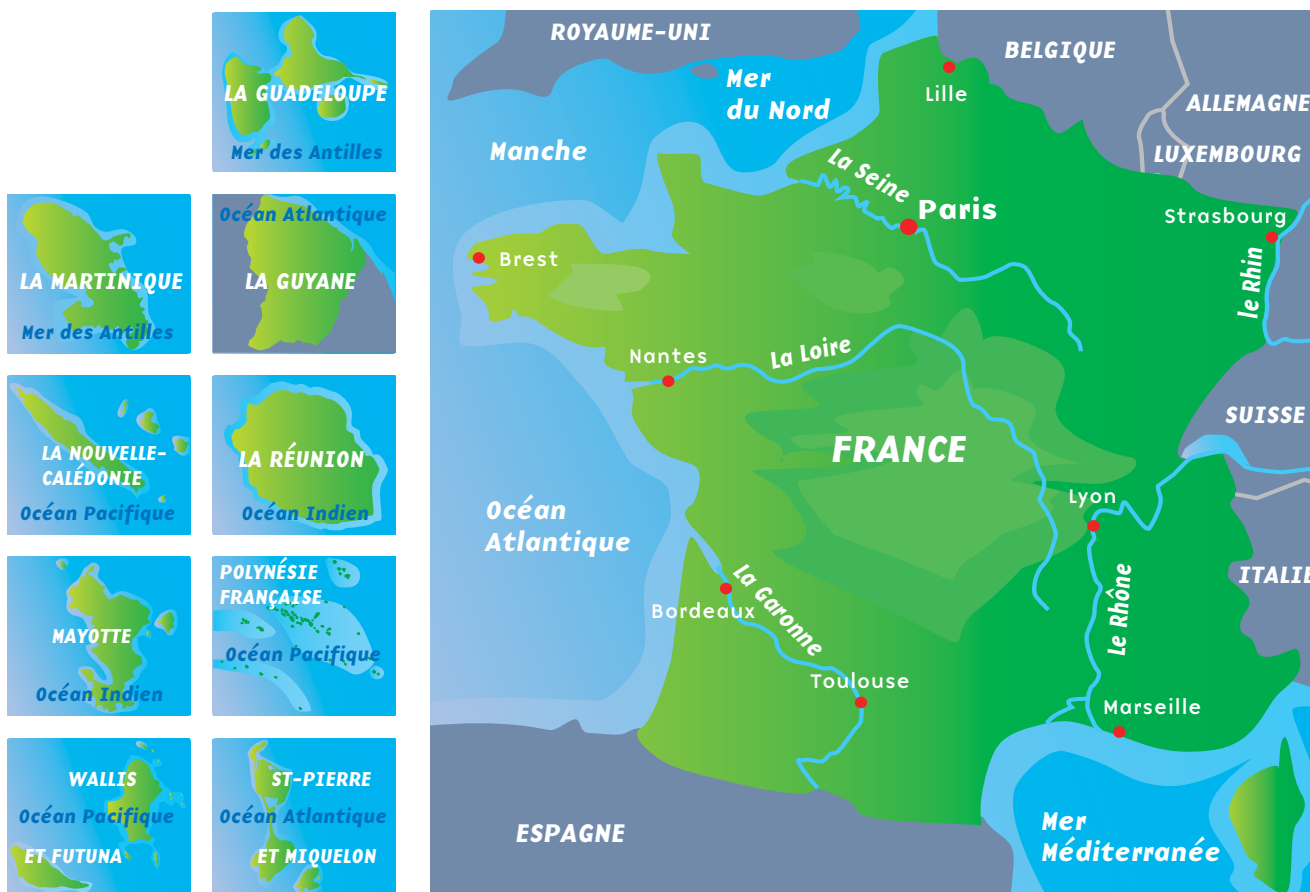 LA GUADELOUPE
Mer des Antilles
LA MARTINIQUE
Mer des Antilles
Océan Atlantique
LA GUYANE
LA NOUVELLE-
CALÉDONIE
Océan Pacifique
LA RÉUNION
Océan Indien
MAYOTTE
Océan Indien
POLYNÉSIE
FRANÇAISE
Océan Pacifique
WALLIS
Océan Pacifique
ET FUTUNA
ST-PIERRE
Océan Atlantique
ET MIQUELON
ROYAUME-UNI
BELGIQUE
Mer
du Nord
Lille
ALLEMAGNE
Manche
LUXEMBOURG
La Seine
Paris
Strasbourg
Brest
le Rhin
Nantes
La Loire
SUISSE
FRANCE
Lyon
Océan
Atlantique
ITALIE
La Garonne
Bordeaux
Le Rhône
Toulouse
Marseille
ESPAGNE
Mer
Méditerranée